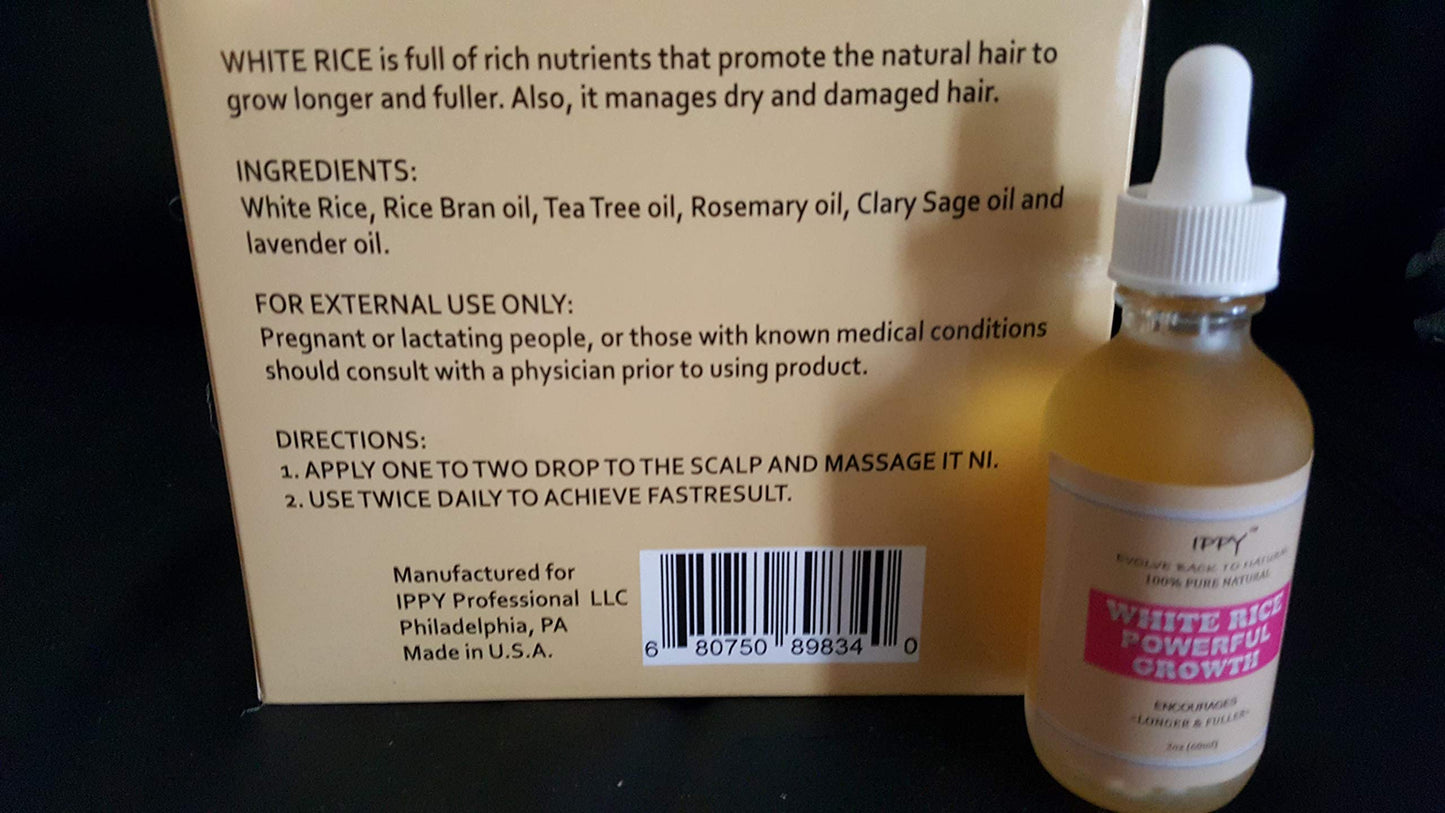 WHITE RICE is full of rich nutrients that promote the natural hair to
grow longer and fuller. Also, it manages dry and damaged hair.
INGREDIENTS:
White Rice, Rice Bran oil, Tea Tree oil, Rosemary oil, Clary Sage oil and
lavender oil.
FOR EXTERNAL USE ONLY:
Pregnant or lactating people, or those with known medical conditions
should consult with a physician prior to using product.
DIRECTIONS:
1. APPLY ONE TO TWO DROP TO THE SCALP AND MASSAGE IT NI.
2. USE TWICE DAILY TO ACHIEVE FASTRESULT.
Manufactured for
IPPY Professional LLC
Philadelphia, PA
Made in U.S.A.
6 80750 89834 0
IPPY™
EVOLVE BACK TO NATURAL
100% PURE NATURAL
WHITE RICE
POWERFUL
GROWTH
ENCOURAGES
~LONGER & FULLER~
2oz (60ml)